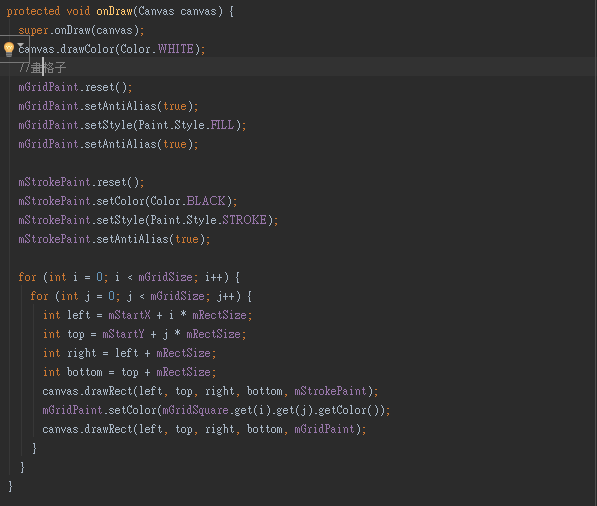 protected void onDraw(Canvas canvas) {
super.onDraw(canvas);
canvas.drawColor(Color.WHITE);
//畫格子
mGridPaint.reset();
mGridPaint.setAntiAlias(true);
mGridPaint.setStyle(Paint.Style.FILL);
mGridPaint.setAntiAlias(true);
mStrokePaint.reset();
mStrokePaint.setColor(Color.BLACK);
mStrokePaint.setStyle(Paint.Style.STROKE);
mStrokePaint.setAntiAlias(true);
for (int i = 0; i < mGridSize; i++) {
for (int j = 0; j < mGridSize; j++) {
int left = mStartX + i * mRectSize;
int top = mStartY + j * mRectSize;
int right = left + mRectSize;
int bottom = top + mRectSize;
canvas.drawRect(left, top, right, bottom, mStrokePaint);
mGridPaint.setColor(mGridSquare.get(i).get(j).getColor());
canvas.drawRect(left, top, right, bottom, mGridPaint);
}
}
}